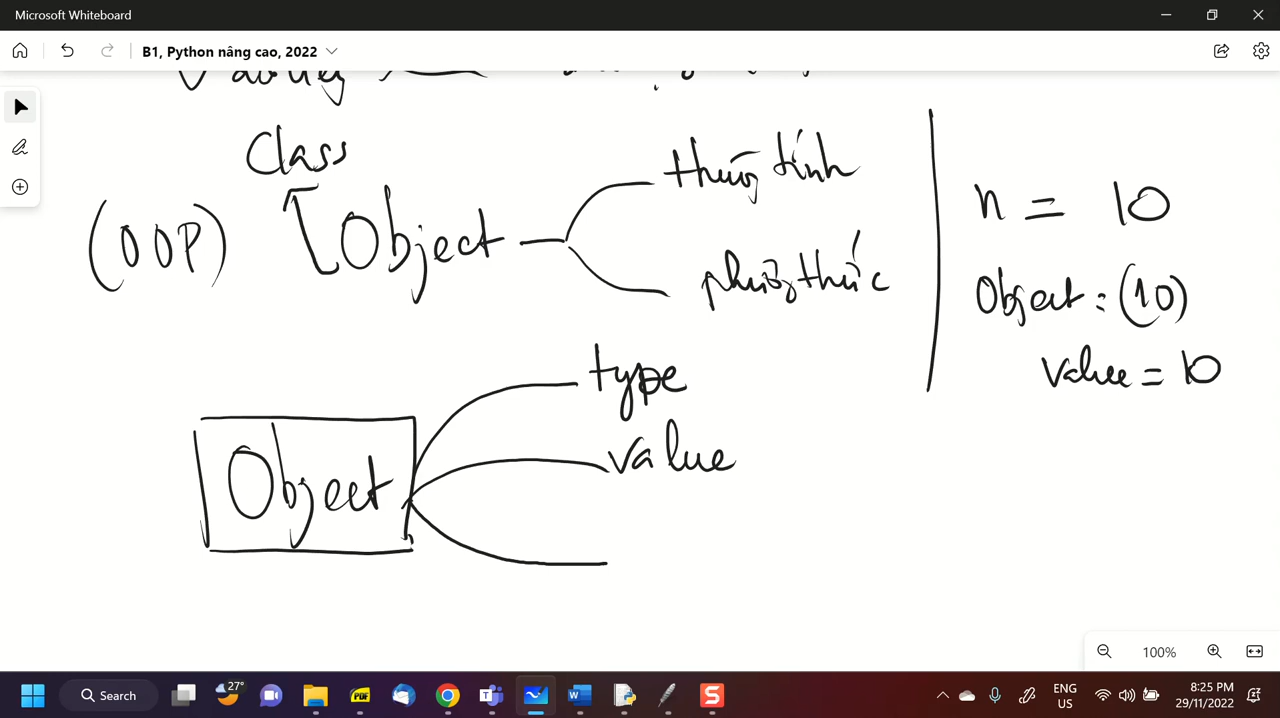 Microsoft Whiteboard
B1, Python nâng cao, 2022
Class
(OOP) Object
thuộc tính
phương thức
n = 10
Object : (10)
value = 10
Object
type
value
100%
27°
Search
ENG
US
8:25 PM
29/11/2022